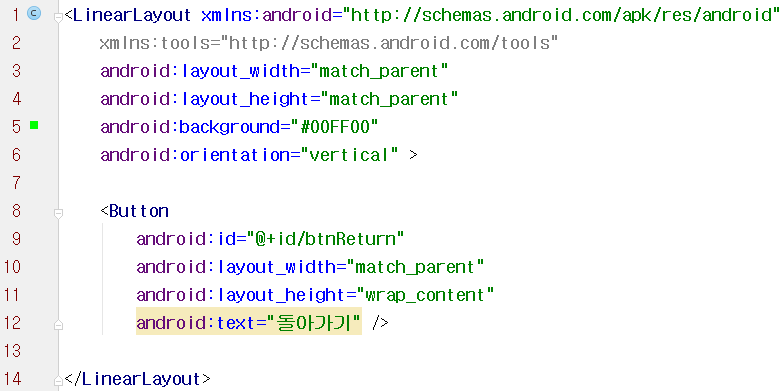 1 C <LinearLayout xmlns:android="http://schemas.android.com/apk/res/android"
2 xmlns:tools="http://schemas.android.com/tools"
3 android:layout_width="match_parent"
4 android:layout_height="match_parent"
5 android:background="#00FF00"
6 android:orientation="vertical" >
7
8 <Button
9 android:id="@+id/btnReturn"
10 android:layout_width="match_parent"
11 android:layout_height="wrap_content"
12 android:text="돌아가기" />
13
14 </LinearLayout>